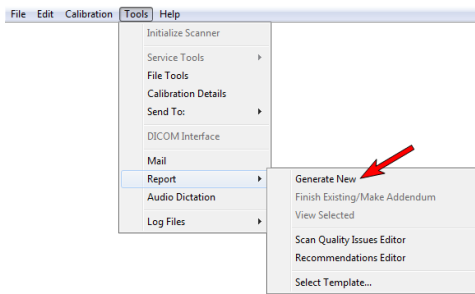 File Edit Calibration Tools Help
Initialize Scanner
Service Tools
File Tools
Calibration Details
Send To:
DICOM Interface
Mail
Report
Audio Dictation
Log Files
Generate New
Finish Existing/Make Addendum
View Selected
Scan Quality Issues Editor
Recommendations Editor
Select Template...